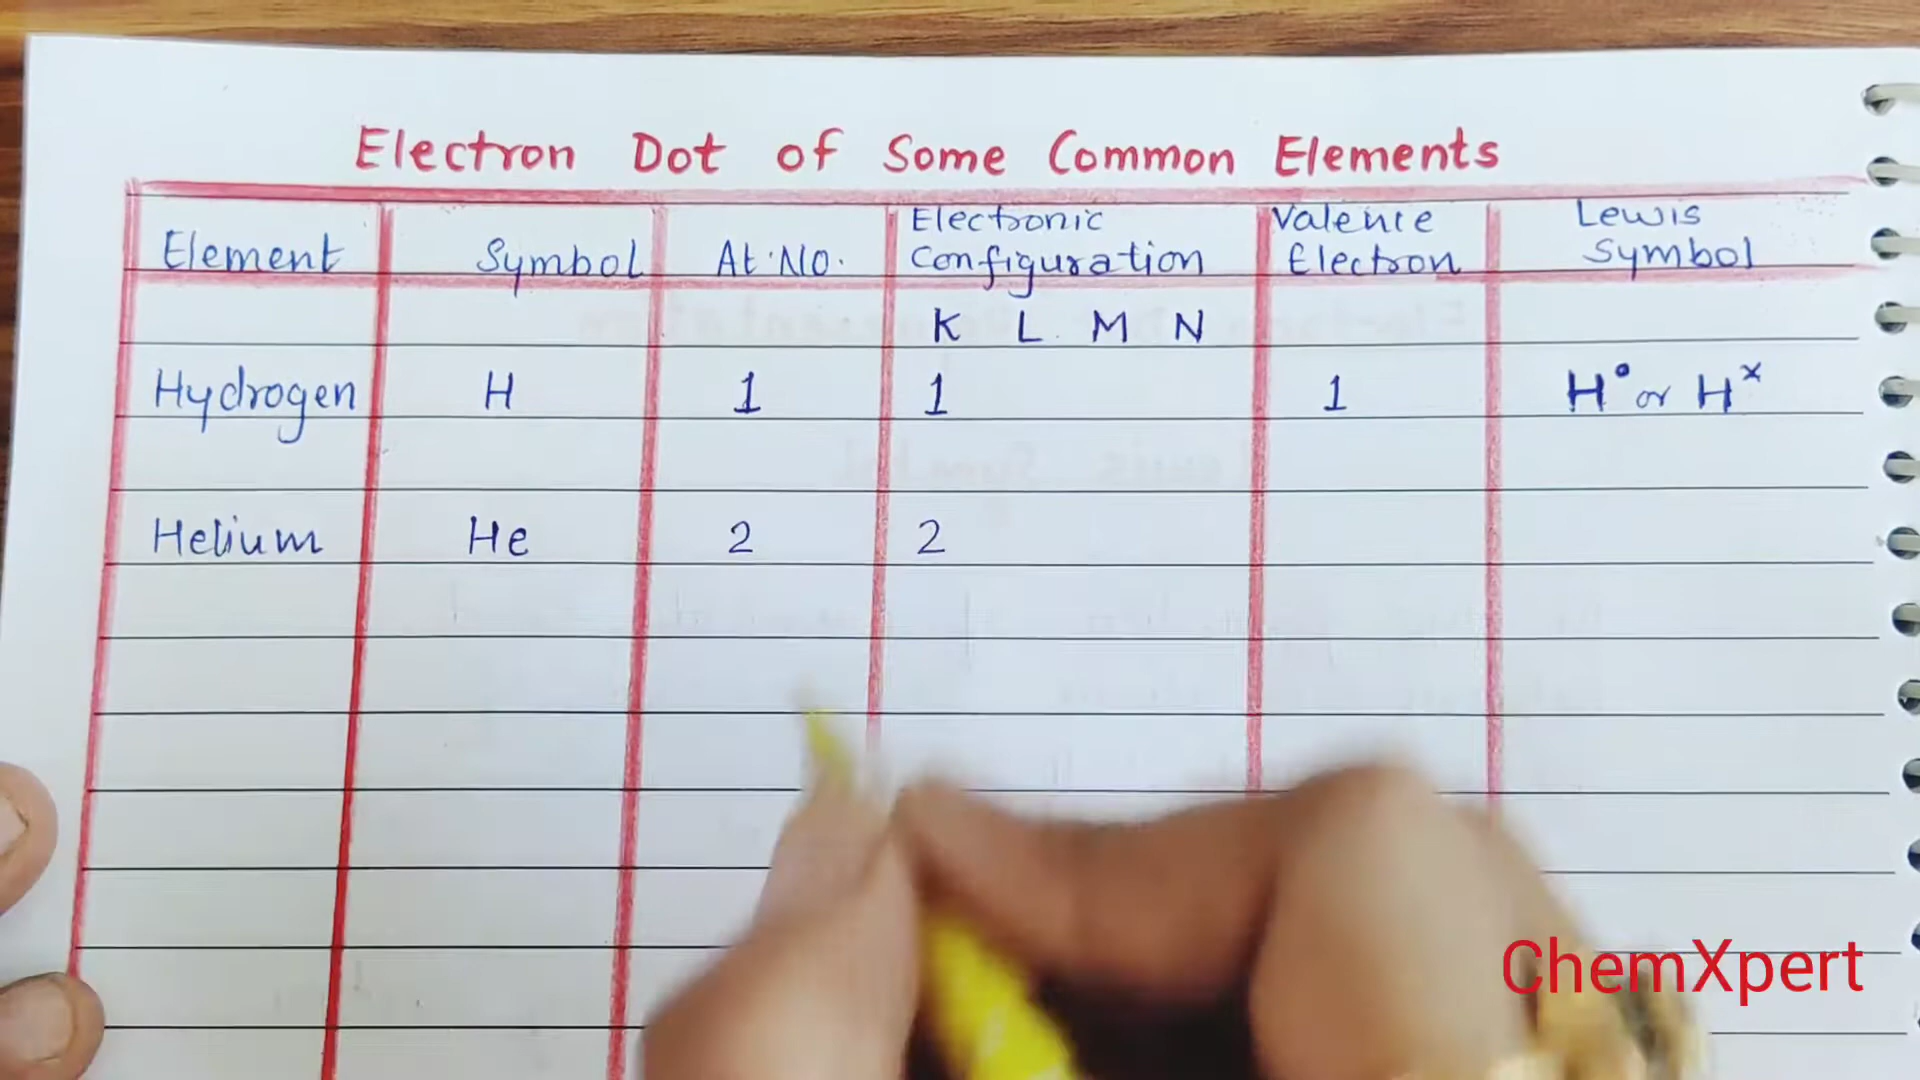 Electron Dot of Some Common Elements
Element Symbol At. No. Electronic Configuration Valence Electron Lewis Symbol
K L M N
Hydrogen H 1 1 1 H• or H×
Helium He 2 2
ChemXpert